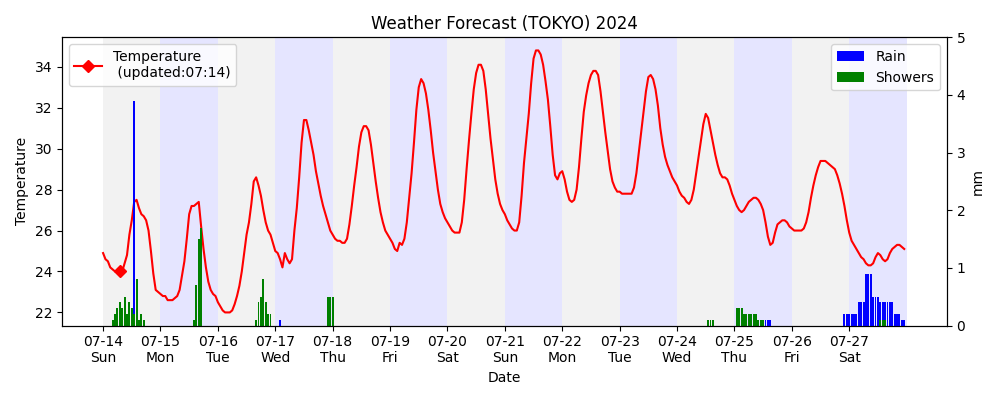 Weather Forecast (TOKYO) 2024
Temperature
(updated:07:14)
Rain
Showers
Temperature
34
32
30
28
26
24
22
mm
5
4
3
2
1
0
07-14 07-15 07-16 07-17 07-18 07-19 07-20 07-21 07-22 07-23 07-24 07-25 07-26 07-27
Sun Mon Tue Wed Thu Fri Sat Sun Mon Tue Wed Thu Fri Sat
Date